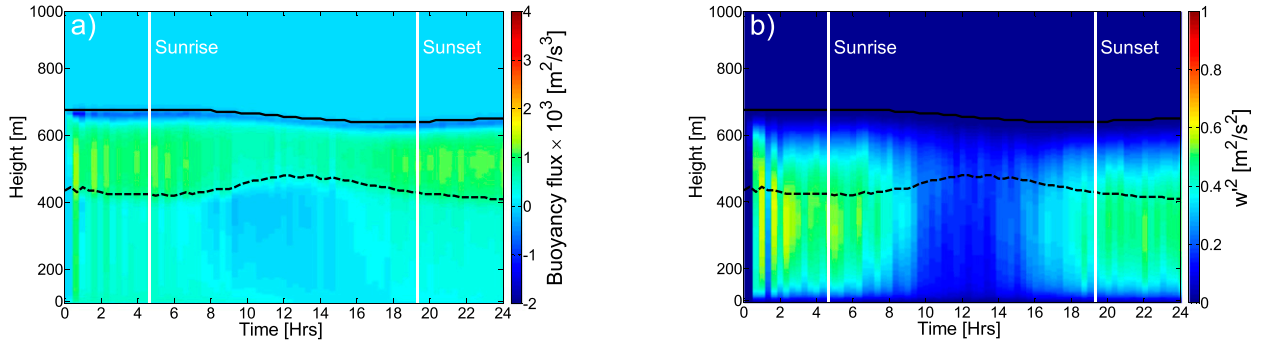 a)
Sunrise
Sunset
1000
800
600
400
200
0
0 2 4 6 8 10 12 14 16 18 20 22 24
Height [m]
Time [Hrs]
4
3
2
1
0
-1
-2
Buoyancy flux × 10³ [m²/s³]
b)
Sunrise
Sunset
1000
800
600
400
200
0
0 2 4 6 8 10 12 14 16 18 20 22 24
Height [m]
Time [Hrs]
1
0.8
0.6
0.4
0.2
0
w'² [m²/s²]